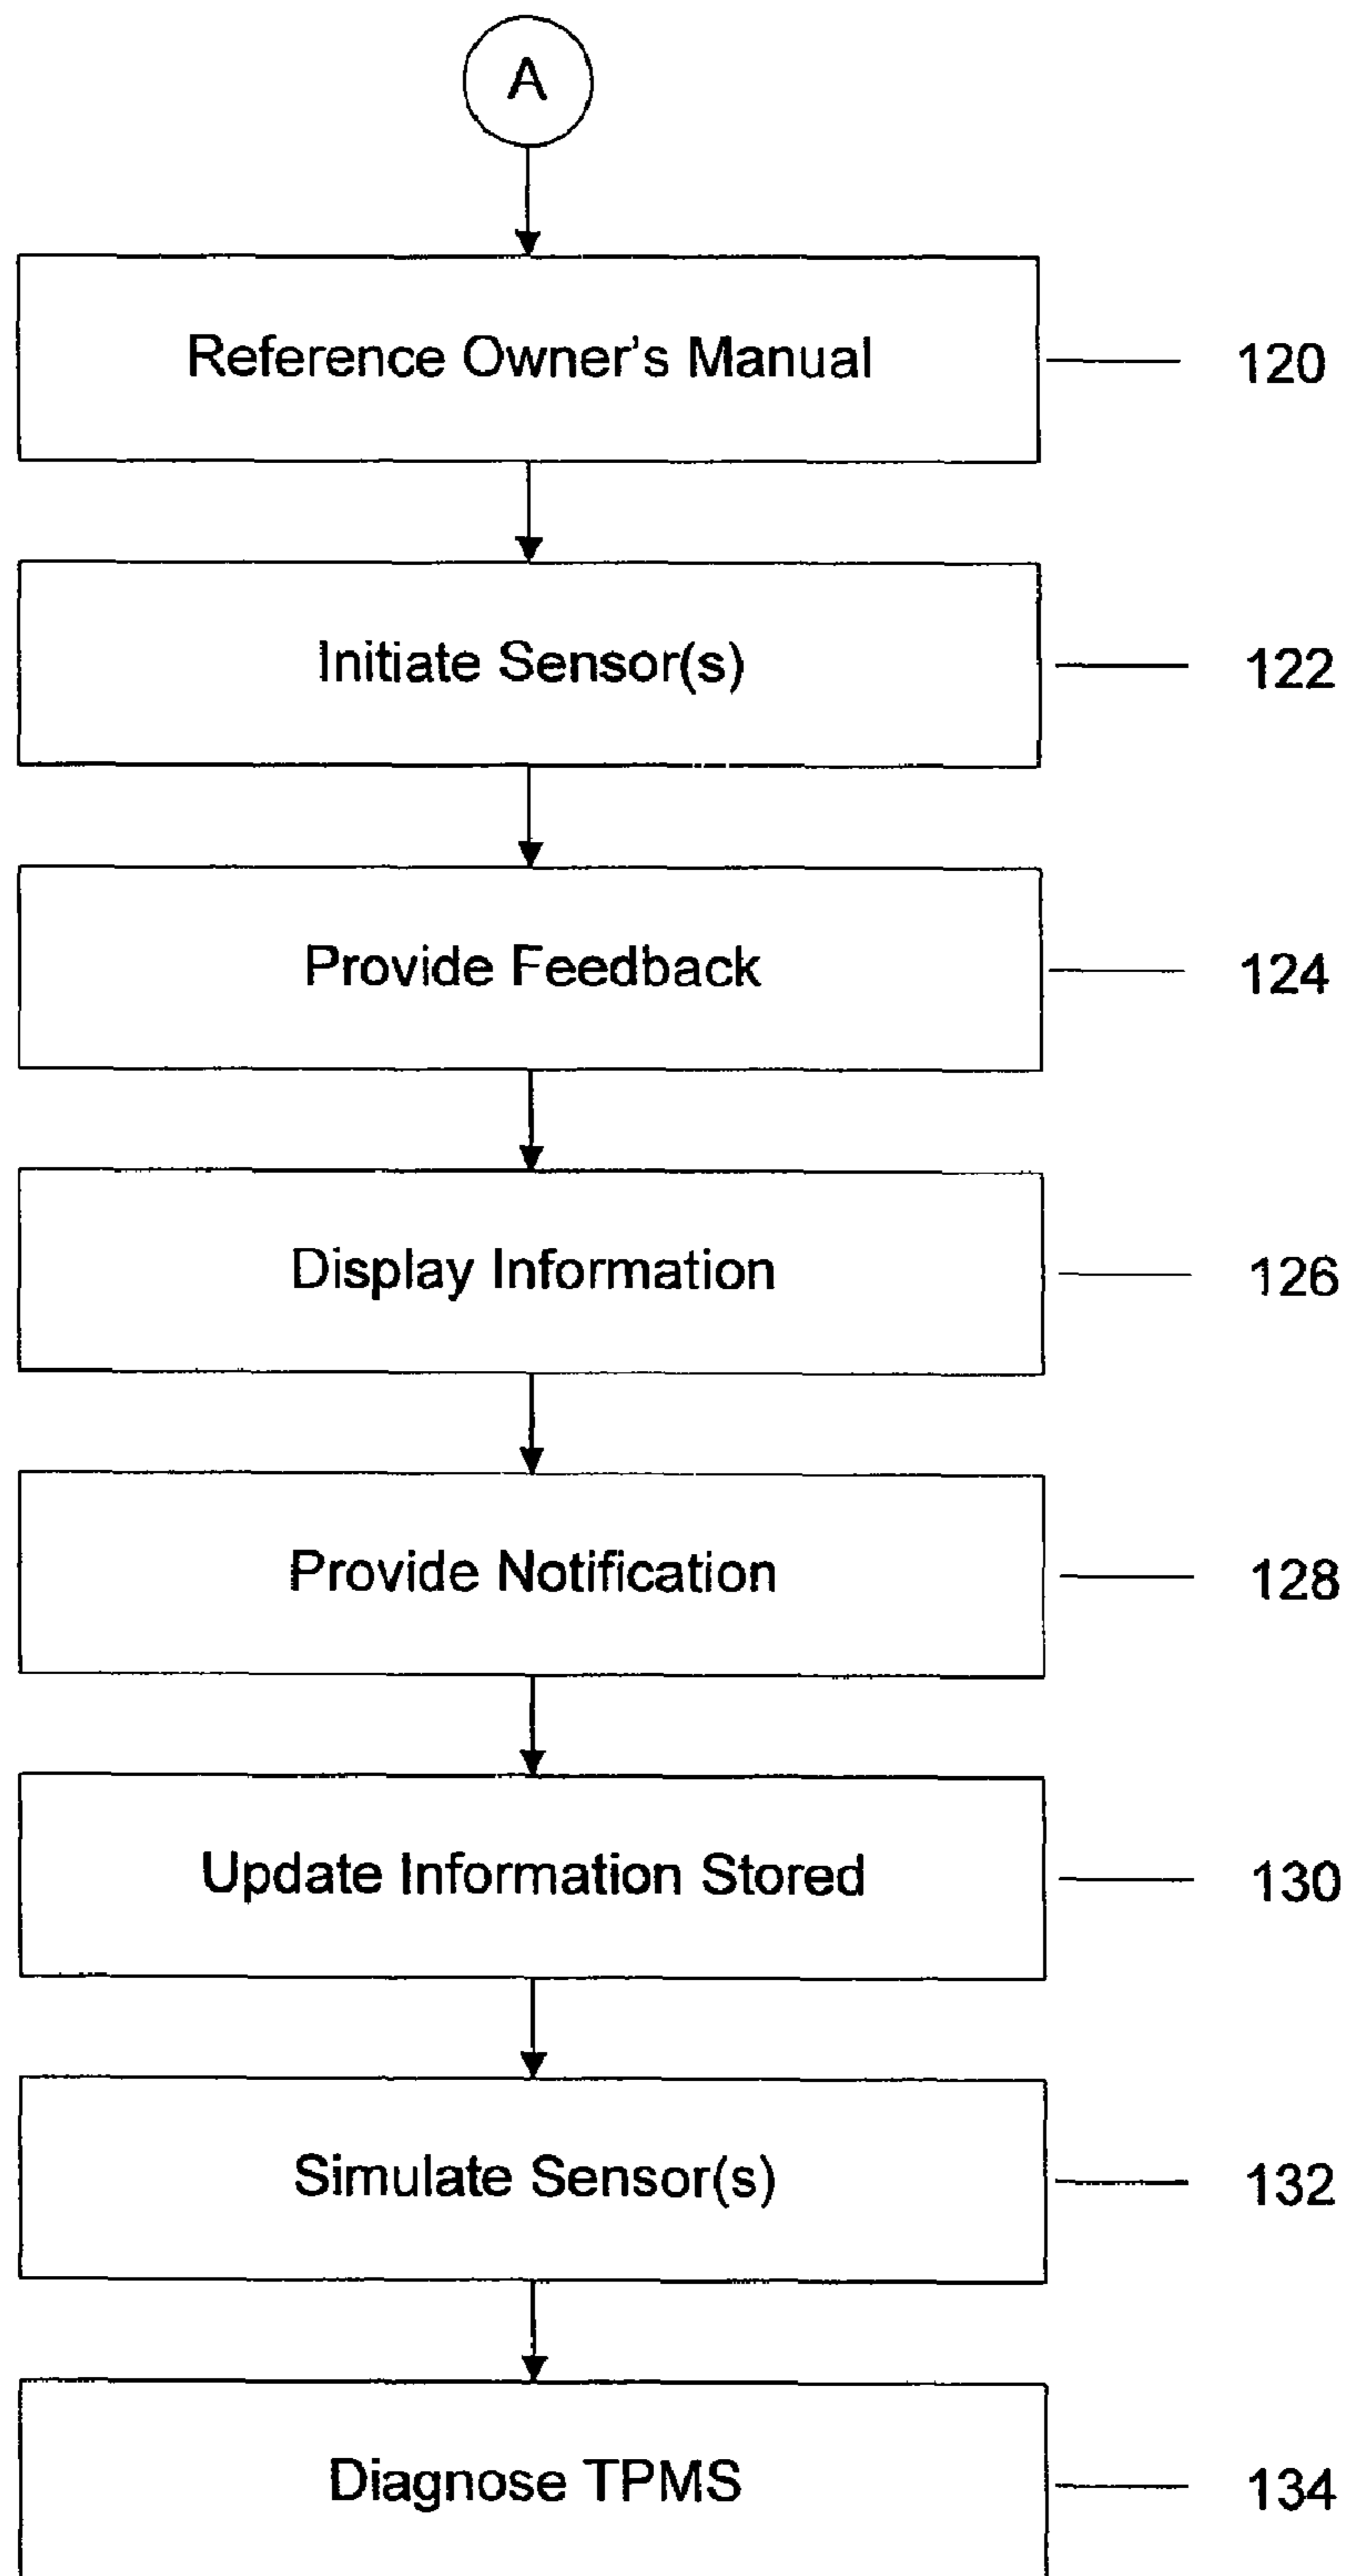 A
Reference Owner's Manual
120
Initiate Sensor(s)
122
Provide Feedback
124
Display Information
126
Provide Notification
128
Update Information Stored
130
Simulate Sensor(s)
132
Diagnose TPMS
134